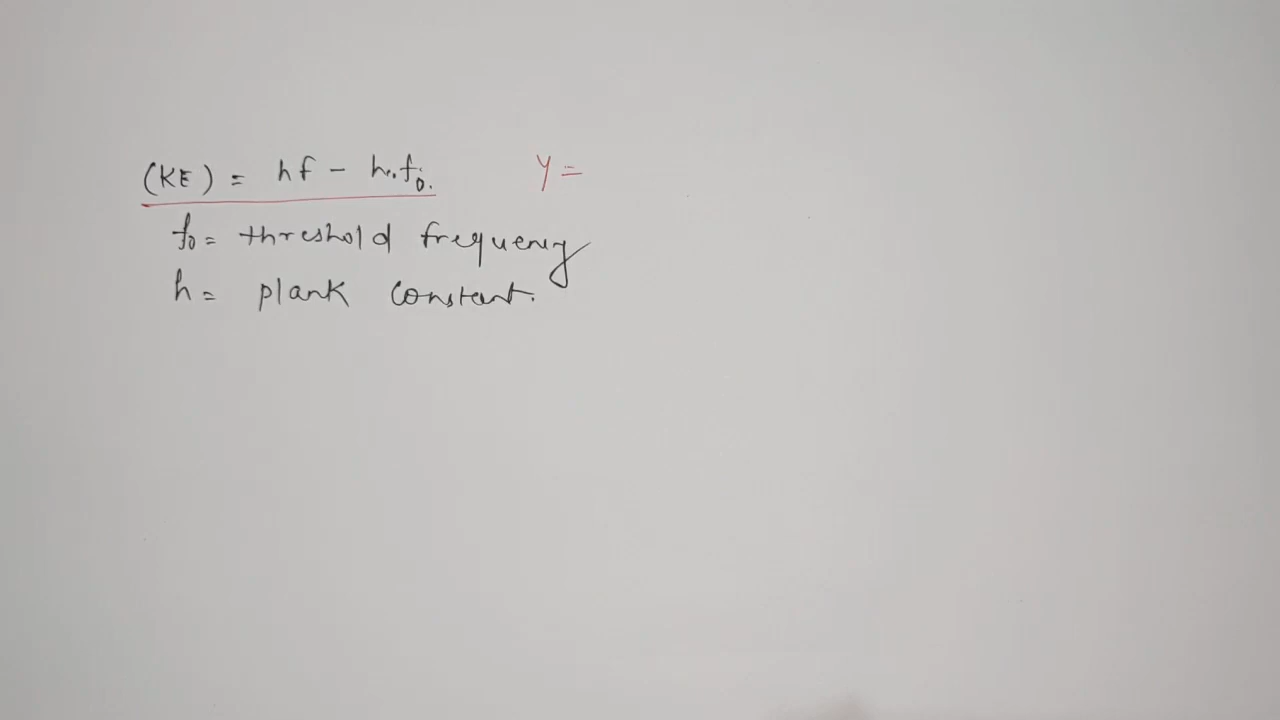 (KE) = hf - h.f₀. y =
f₀ = threshold frequency
h = plank constant.